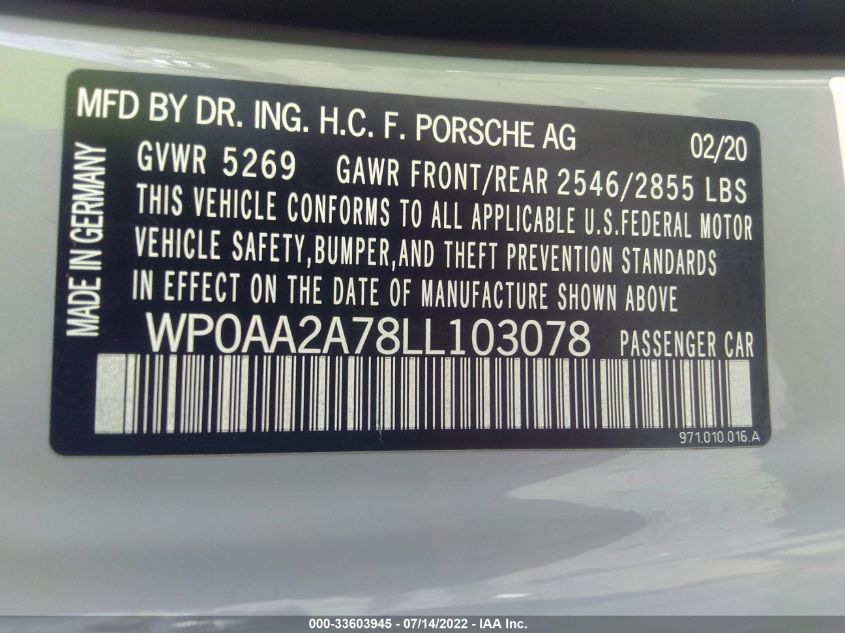 MFD BY DR. ING. H.C. F. PORSCHE AG 02/20
GVWR 5269 GAWR FRONT/REAR 2546/2855 LBS
THIS VEHICLE CONFORMS TO ALL APPLICABLE U.S.FEDERAL MOTOR
VEHICLE SAFETY,BUMPER,AND THEFT PREVENTION STANDARDS
IN EFFECT ON THE DATE OF MANUFACTURE SHOWN ABOVE
MADE IN GERMANY
WP0AA2A78LL103078 PASSENGER CAR
971.010.016.A
000-33603945 - 07/14/2022 - IAA Inc.